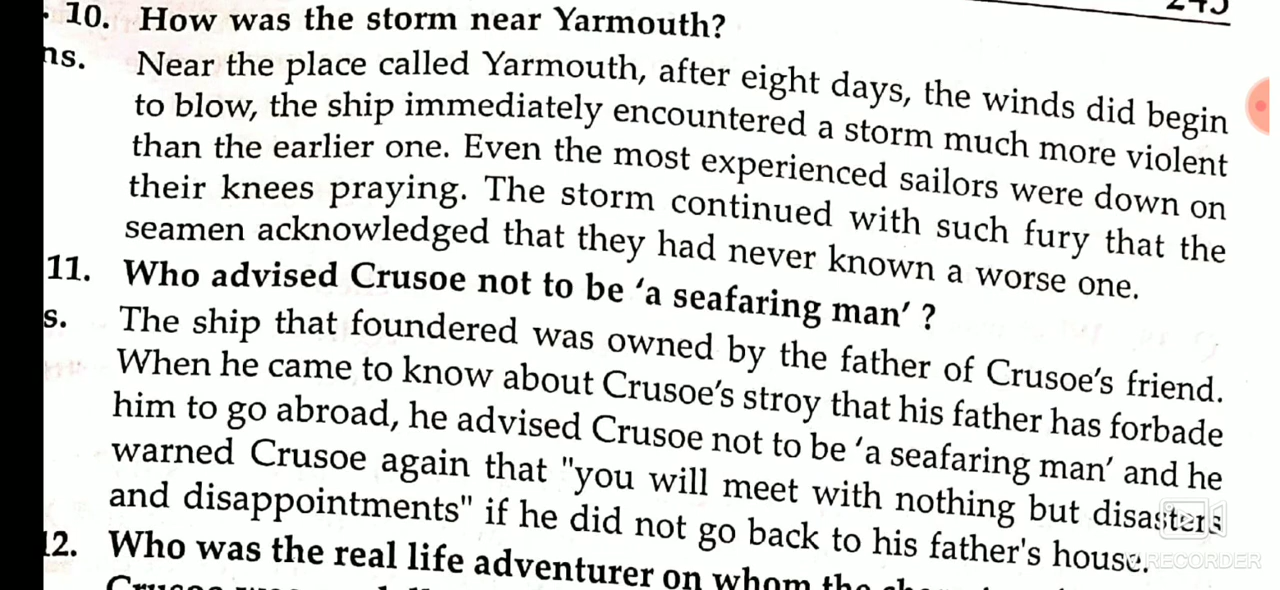 10. How was the storm near Yarmouth?
ns. Near the place called Yarmouth, after eight days, the winds did begin
to blow, the ship immediately encountered a storm much more violent
than the earlier one. Even the most experienced sailors were down on
their knees praying. The storm continued with such fury that the
seamen acknowledged that they had never known a worse one.
11. Who advised Crusoe not to be 'a seafaring man' ?
s. The ship that foundered was owned by the father of Crusoe's friend.
When he came to know about Crusoe's stroy that his father has forbade
him to go abroad, he advised Crusoe not to be 'a seafaring man' and he
warned Crusoe again that "you will meet with nothing but disasters
and disappointments" if he did not go back to his father's house.
12. Who was the real life adventurer on whom the
RECORDER